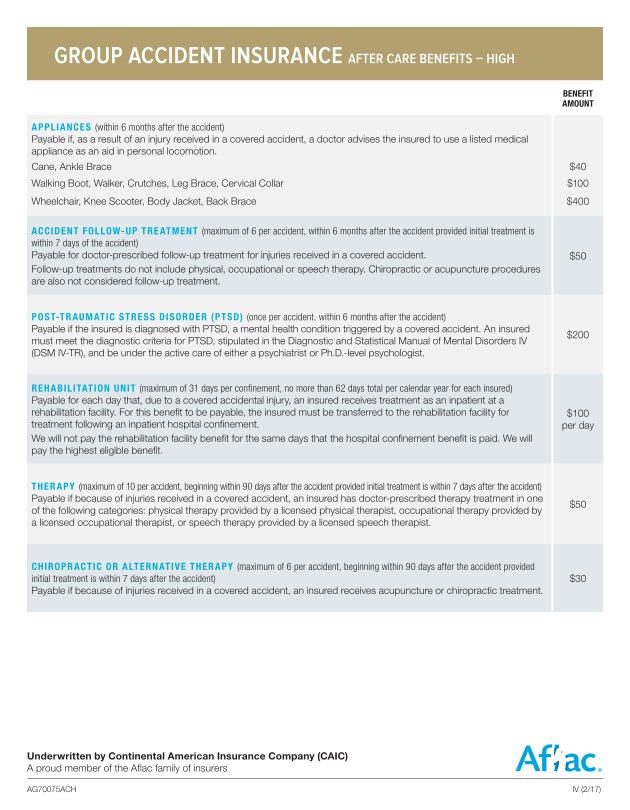 GROUP ACCIDENT INSURANCE AFTER CARE BENEFITS – HIGH
BENEFIT
AMOUNT
APPLIANCES (within 6 months after the accident)
Payable if, as a result of an injury received in a covered accident, a doctor advises the insured to use a listed medical
appliance as an aid in personal locomotion.
Cane, Ankle Brace $40
Walking Boot, Walker, Crutches, Leg Brace, Cervical Collar $100
Wheelchair, Knee Scooter, Body Jacket, Back Brace $400
ACCIDENT FOLLOW-UP TREATMENT (maximum of 6 per accident, within 6 months after the accident provided initial treatment is
within 7 days of the accident)
Payable for doctor-prescribed follow-up treatment for injuries received in a covered accident.
Follow-up treatments do not include physical, occupational or speech therapy. Chiropractic or acupuncture procedures
are also not considered follow-up treatment.
$50
POST-TRAUMATIC STRESS DISORDER (PTSD) (once per accident, within 6 months after the accident)
Payable if the insured is diagnosed with PTSD, a mental health condition triggered by a covered accident. An insured
must meet the diagnostic criteria for PTSD, stipulated in the Diagnostic and Statistical Manual of Mental Disorders IV
(DSM IV-TR), and be under the active care of either a psychiatrist or Ph.D.-level psychologist.
$200
REHABILITATION UNIT (maximum of 31 days per confinement, no more than 62 days total per calendar year for each insured)
Payable for each day that, due to a covered accidental injury, an insured receives treatment as an inpatient at a
rehabilitation facility. For this benefit to be payable, the insured must be transferred to the rehabilitation facility for
treatment following an inpatient hospital confinement.
We will not pay the rehabilitation facility benefit for the same days that the hospital confinement benefit is paid. We will
pay the highest eligible benefit.
$100
per day
THERAPY (maximum of 10 per accident, beginning within 90 days after the accident provided initial treatment is within 7 days after the accident)
Payable if because of injuries received in a covered accident, an insured has doctor-prescribed therapy treatment in one
of the following categories: physical therapy provided by a licensed physical therapist, occupational therapy provided by
a licensed occupational therapist, or speech therapy provided by a licensed speech therapist.
$50
CHIROPRACTIC OR ALTERNATIVE THERAPY (maximum of 6 per accident, beginning within 90 days after the accident provided
initial treatment is within 7 days after the accident)
Payable if because of injuries received in a covered accident, an insured receives acupuncture or chiropractic treatment.
$30
Underwritten by Continental American Insurance Company (CAIC)
A proud member of the Aflac family of insurers
Aflac
AG70075ACH
IV (2/17)